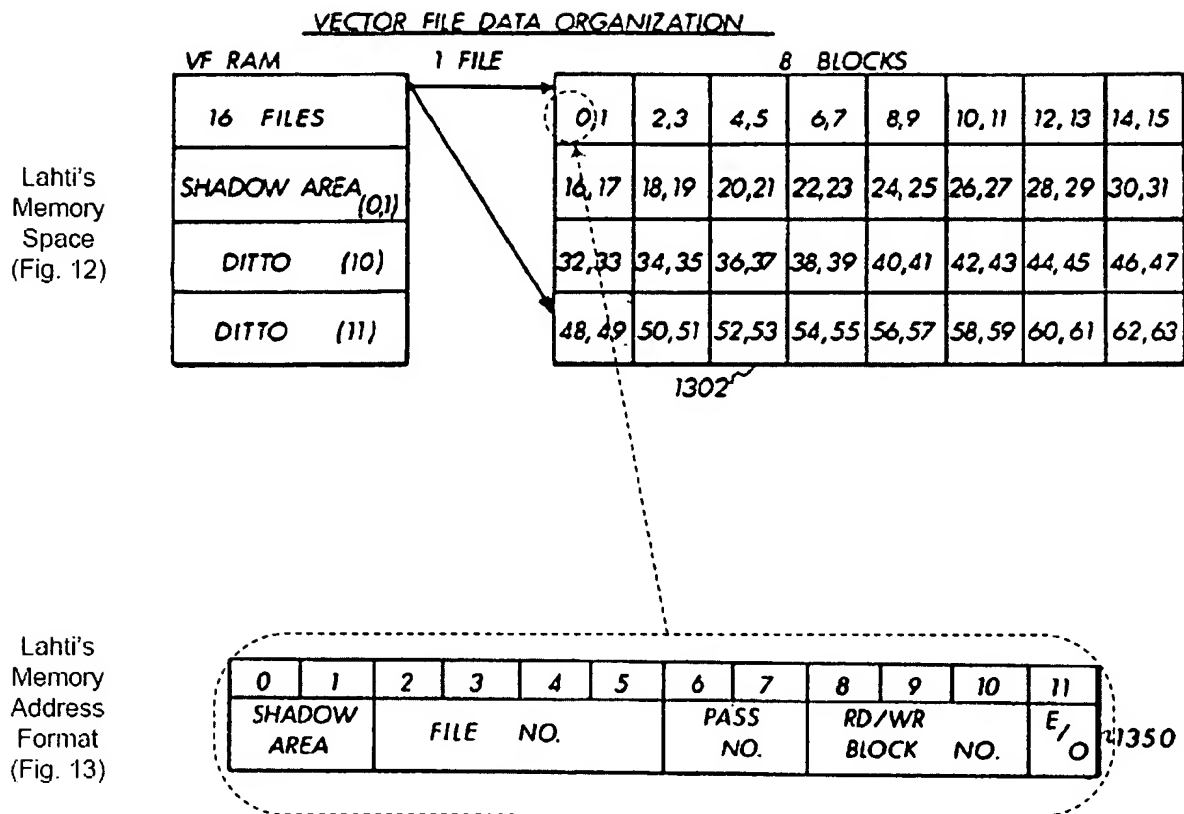 VECTOR FILE DATA ORGANIZATION
VF RAM 1 FILE 8 BLOCKS
16 FILES
SHADOW AREA (0,1)
DITTO (10)
DITTO (11)
Lahti's
Memory
Space
(Fig. 12)
0,1 2,3 4,5 6,7 8,9 10,11 12,13 14,15
16,17 18,19 20,21 22,23 24,25 26,27 28,29 30,31
32,33 34,35 36,37 38,39 40,41 42,43 44,45 46,47
48,49 50,51 52,53 54,55 56,57 58,59 60,61 62,63
1302
Lahti's
Memory
Address
Format
(Fig. 13)
0 1 2 3 4 5 6 7 8 9 10 11
SHADOW
AREA
FILE NO.
PASS
NO.
RD/WR
BLOCK NO.
E/O
1350